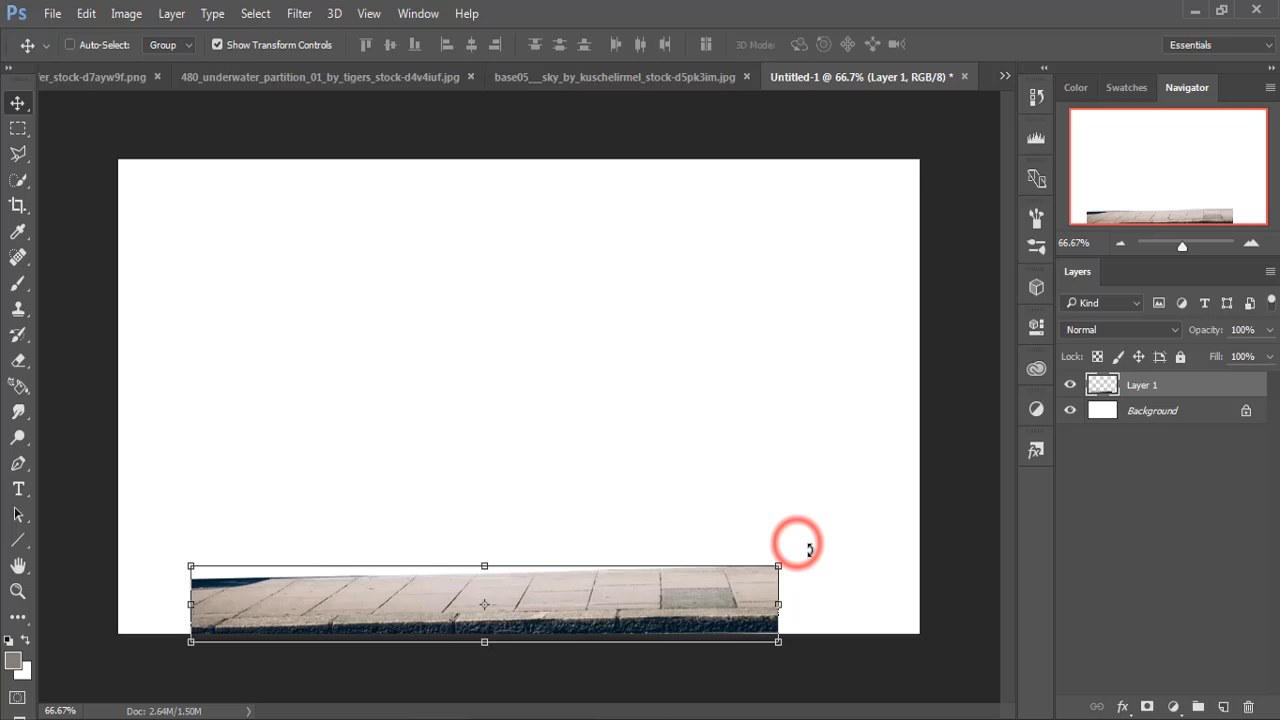 Ps File Edit Image Layer Type Select Filter 3D View Window Help
Auto-Select: Group Show Transform Controls 3D Mode: Essentials
fer_stock-d7ayw9f.png × 480_underwater_partition_01_by_tigers_stock-d4v4iuf.jpg × base05___sky_by_kuschelirmel_stock-d5pk3im.jpg × Untitled-1 @ 66.7% (Layer 1, RGB/8) * ×
Color Swatches Navigator
66.67%
Layers
Kind
Normal Opacity: 100%
Lock: Fill: 100%
Layer 1
Background
66.67% Doc: 2.64M/1.50M